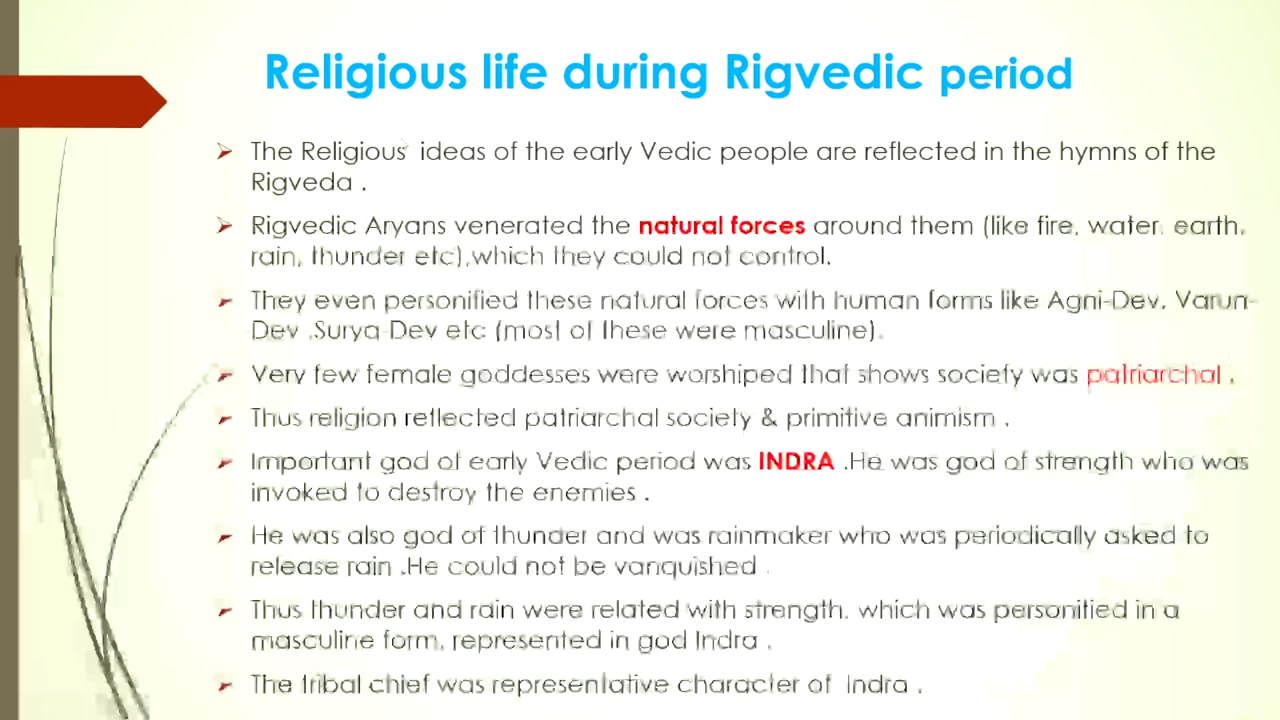 Religious life during Rigvedic period
➢ The Religious ideas of the early Vedic people are reflected in the hymns of the
Rigveda .
➢ Rigvedic Aryans venerated the natural forces around them (like fire, water, earth,
rain, thunder etc),which they could not control.
➢ They even personified these natural forces with human forms like Agni-Dev, Varun-
Dev ,Surya-Dev etc (most of these were masculine).
➢ Very few female goddesses were worshiped that shows society was patriarchal .
➢ Thus religion reflected patriarchal society & primitive animism .
➢ Important god of early Vedic period was INDRA .He was god of strength who was
invoked to destroy the enemies .
➢ He was also god of thunder and was rainmaker who was periodically asked to
release rain .He could not be vanquished .
➢ Thus thunder and rain were related with strength, which was personified in a
masculine form, represented in god Indra .
➢ The tribal chief was representative character of Indra .